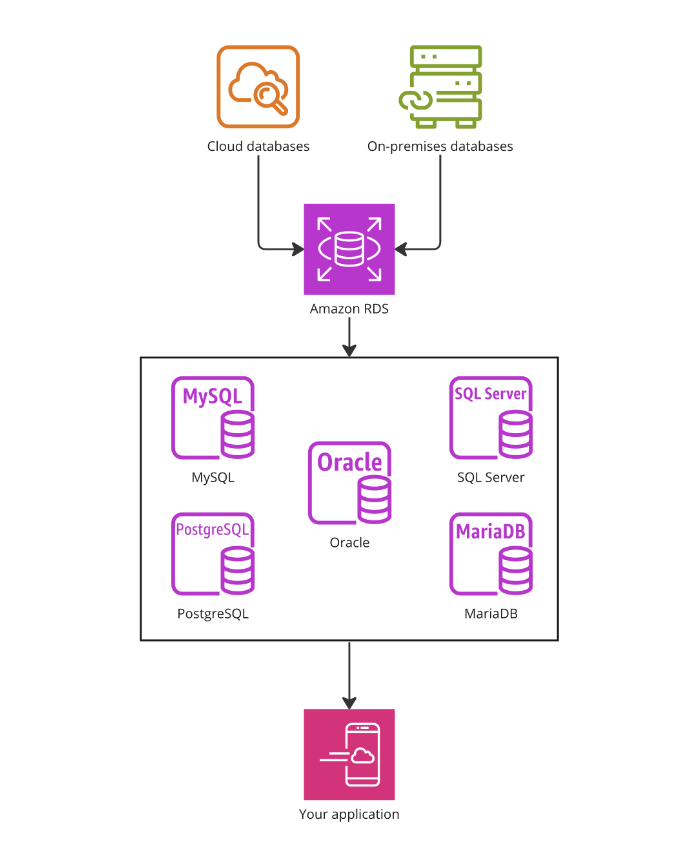 Cloud databases
On-premises databases
Amazon RDS
MySQL
MySQL
SQL Server
SQL Server
Oracle
Oracle
PostgreSQL
PostgreSQL
MariaDB
MariaDB
Your application